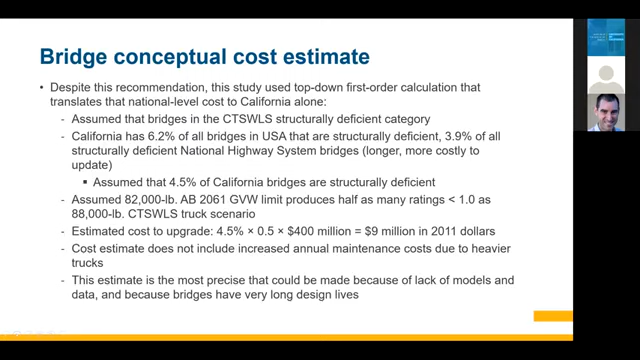 Bridge conceptual cost estimate
• Despite this recommendation, this study used top-down first-order calculation that
translates that national-level cost to California alone:
- Assumed that bridges in the CTSWLS structurally deficient category
- California has 6.2% of all bridges in USA that are structurally deficient, 3.9% of all
structurally deficient National Highway System bridges (longer, more costly to
update)
▪ Assumed that 4.5% of California bridges are structurally deficient
- Assumed 82,000-lb. AB 2061 GVW limit produces half as many ratings < 1.0 as
88,000-lb. CTSWLS truck scenario
- Estimated cost to upgrade: 4.5% × 0.5 × $400 million = $9 million in 2011 dollars
- Cost estimate does not include increased annual maintenance costs due to heavier
trucks
- This estimate is the most precise that could be made because of lack of models and
data, and because bridges have very long design lives